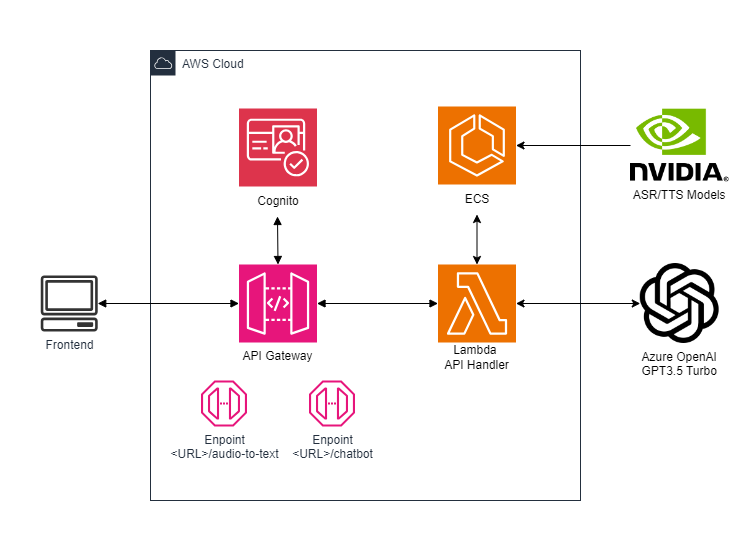 AWS Cloud
Cognito
ECS
NVIDIA.
ASR/TTS Models
Frontend
API Gateway
Lambda
API Handler
Azure OpenAI
GPT3.5 Turbo
Enpoint
<URL>/audio-to-text
Enpoint
<URL>/chatbot